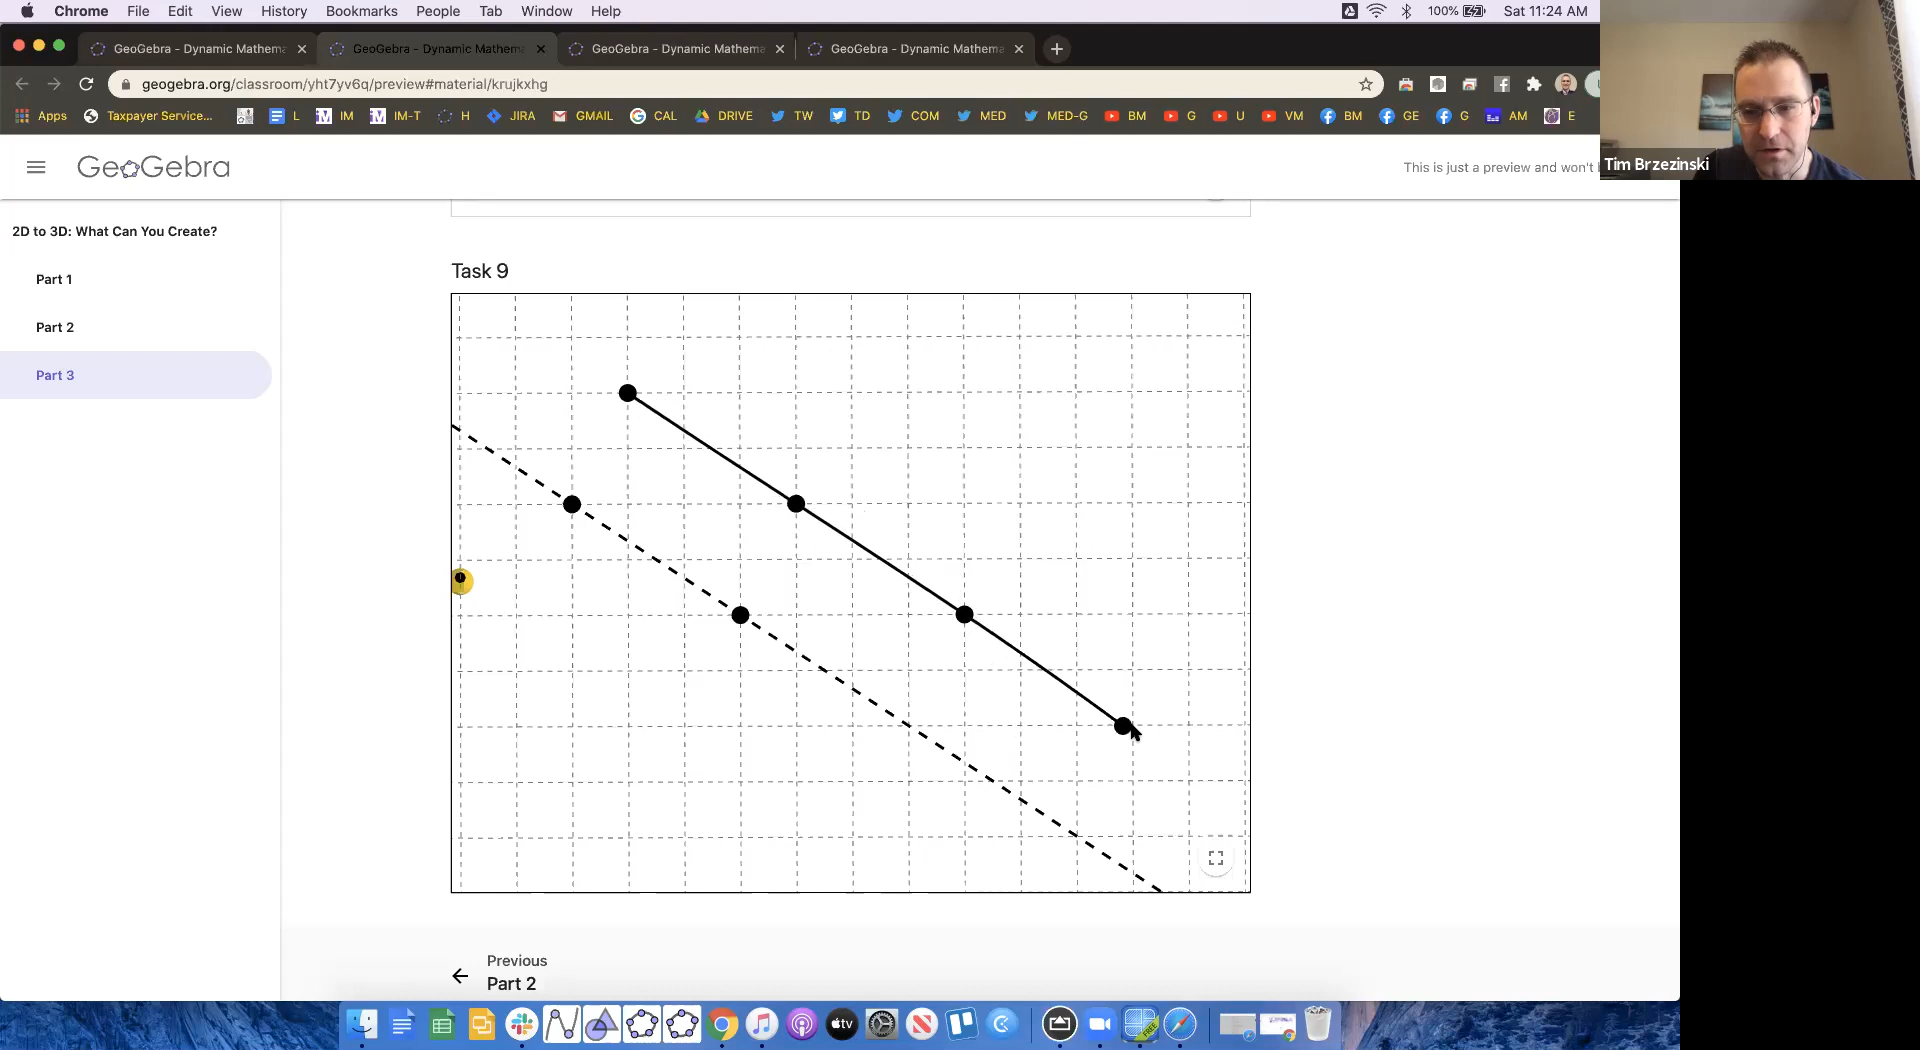 Chrome File Edit View History Bookmarks People Tab Window Help 100% Sat 11:24 AM
GeoGebra - Dynamic Mathema GeoGebra - Dynamic Mathema GeoGebra - Dynamic Mathema GeoGebra - Dynamic Mathema
geogebra.org/classroom/yht7yv6q/preview#material/krujkxhg
Apps Taxpayer Service... L IM IM-T H JIRA GMAIL CAL DRIVE TW TD COM MED MED-G BM G U VM BM GE G AM E
GeoGebra
This is just a preview and won't
Tim Brzezinski
2D to 3D: What Can You Create?
Part 1
Part 2
Part 3
Task 9
Previous
Part 2
tv
FREE